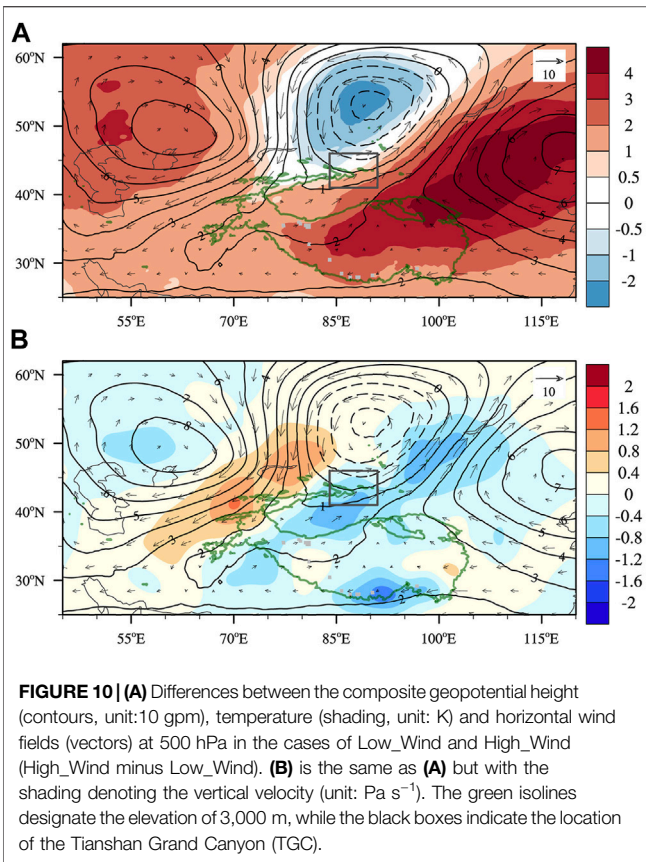 A
60°N
50°N
40°N
30°N
55°E
70°E
85°E
100°E
115°E
10
4
3
2
1
0.5
0
-0.5
-1
-2
B
60°N
50°N
40°N
30°N
55°E
70°E
85°E
100°E
115°E
10
2
1.6
1.2
0.8
0.4
0
-0.4
-0.8
-1.2
-1.6
-2
FIGURE 10 | (A) Differences between the composite geopotential height
(contours, unit:10 gpm), temperature (shading, unit: K) and horizontal wind
fields (vectors) at 500 hPa in the cases of Low_Wind and High_Wind
(High_Wind minus Low_Wind). (B) is the same as (A) but with the
shading denoting the vertical velocity (unit: Pa s⁻¹). The green isolines
designate the elevation of 3,000 m, while the black boxes indicate the location
of the Tianshan Grand Canyon (TGC).